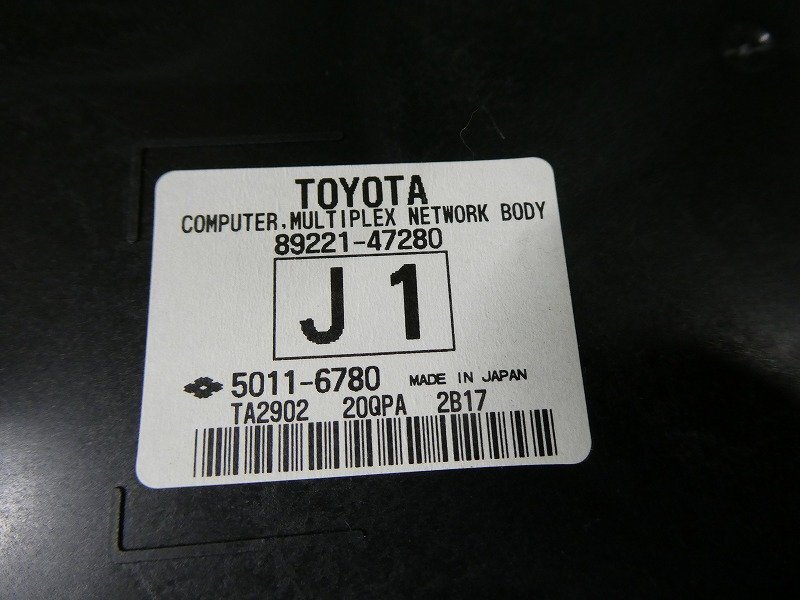 TOYOTA
COMPUTER,MULTIPLEX NETWORK BODY
89221-47280
J 1
5011-6780 MADE IN JAPAN
TA2902 20QPA 2B17